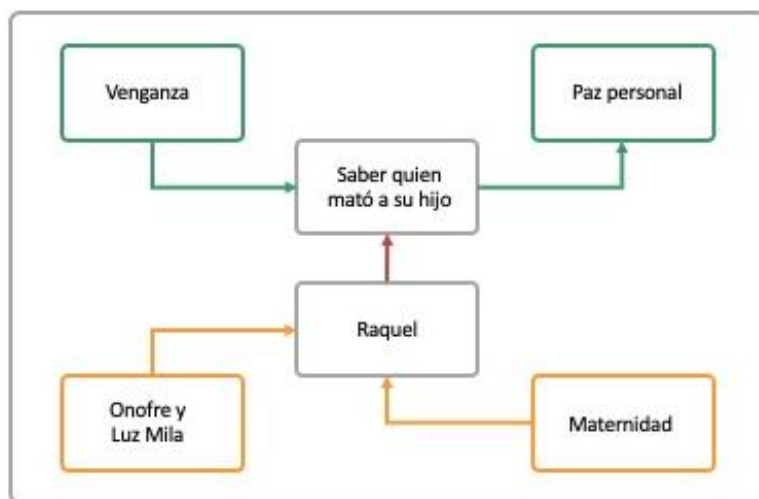 Venganza
Paz personal
Saber quien
mató a su hijo
Raquel
Onofre y
Luz Mila
Maternidad